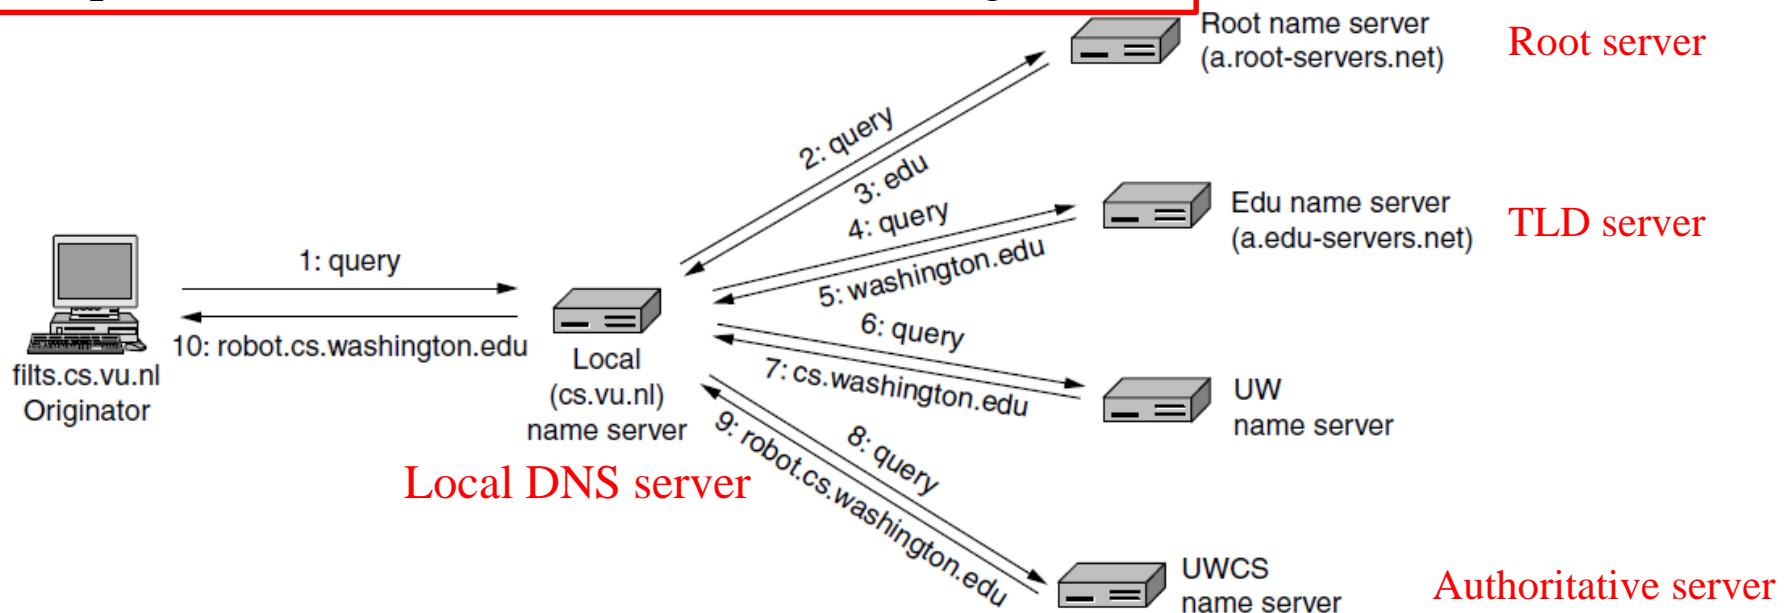 Root name server
(a.root-servers.net)
Root server
2: query
3: edu
4: query
5: washington.edu
Edu name server
(a.edu-servers.net)
TLD server
1: query
10: robot.cs.washington.edu
filts.cs.vu.nl
Originator
Local
(cs.vu.nl)
name server
Local DNS server
6: query
7: cs.washington.edu
UW
name server
8: query
9: robot.cs.washington.edu
UWCS
name server
Authoritative server